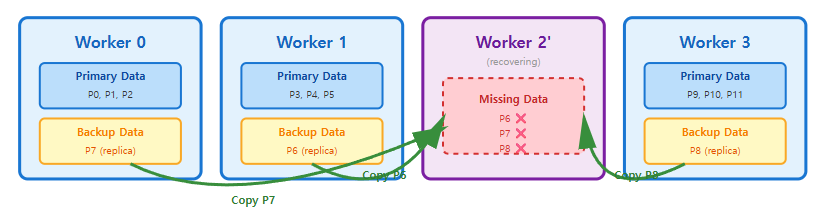 Worker 0
Primary Data
P0, P1, P2
Backup Data
P7 (replica)
Worker 1
Primary Data
P3, P4, P5
Backup Data
P6 (replica)
Worker 2'
(recovering)
Missing Data
P6 ❌
P7 ❌
P8 ❌
Worker 3
Primary Data
P9, P10, P11
Backup Data
P8 (replica)
Copy P7
Copy P6
Copy P8